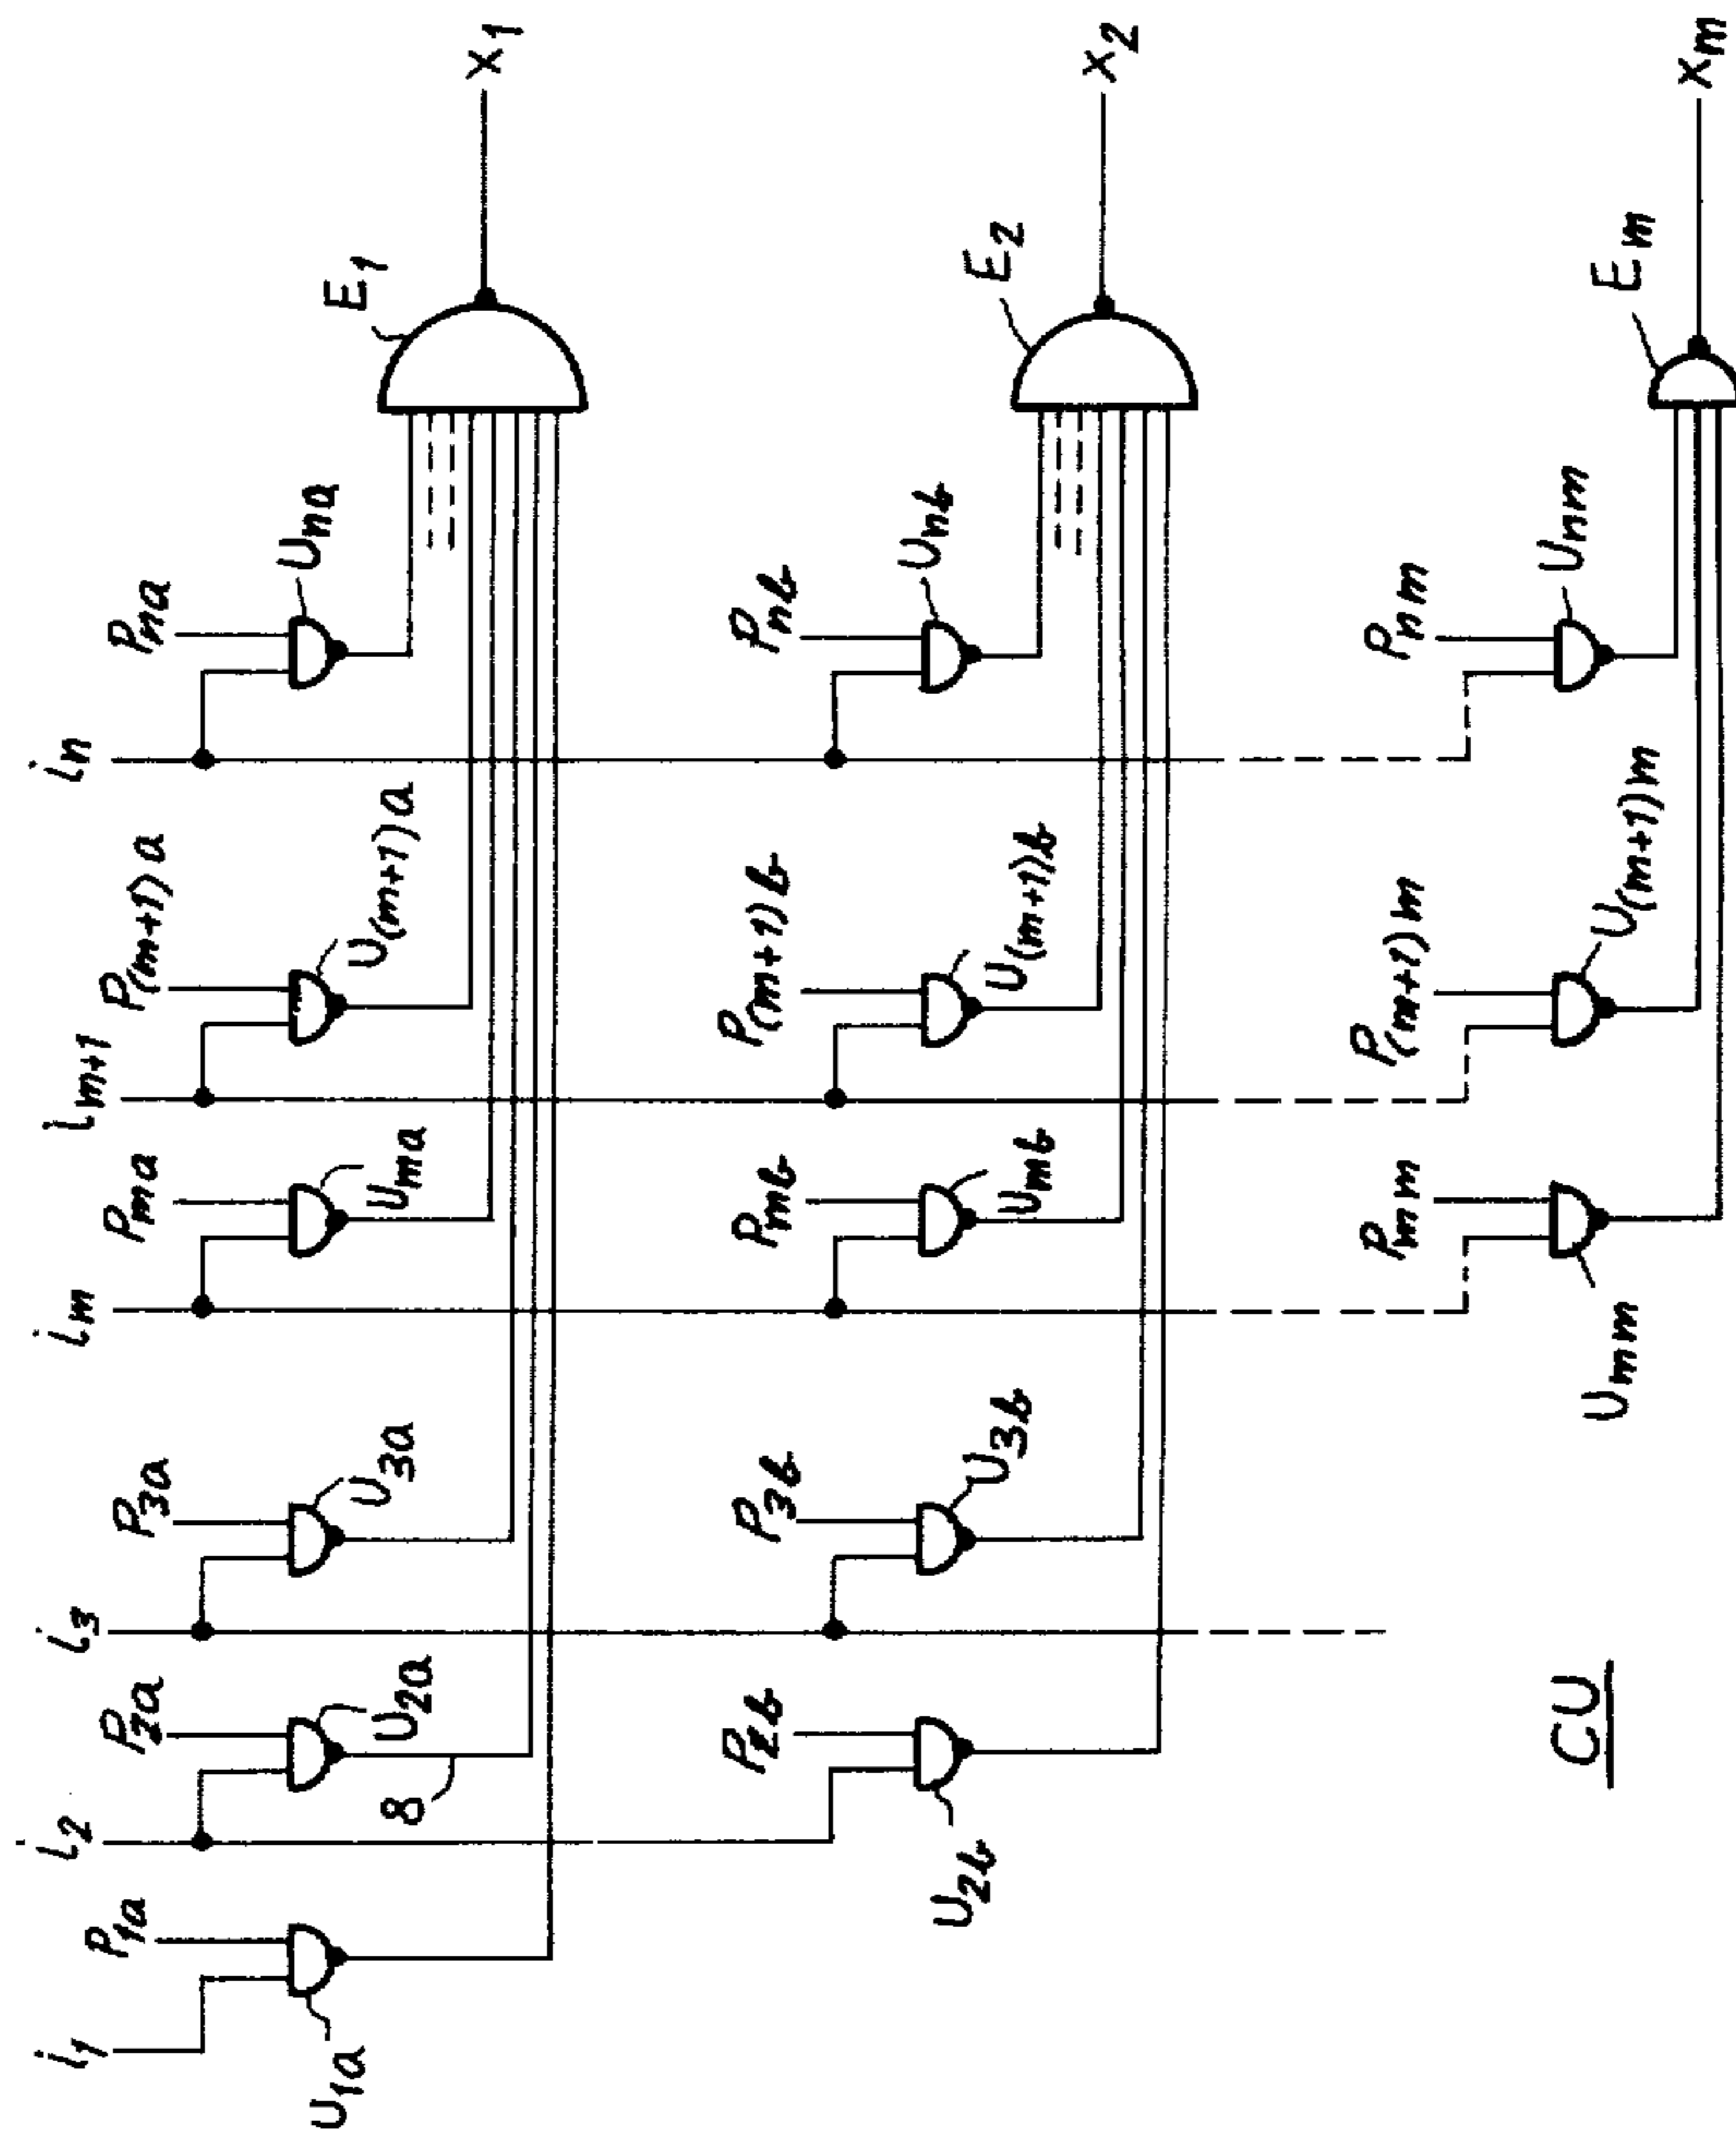 i1
i2
i3
im
im+1
in
P1a
P2a
P3a
Pma
P(m+1)a
Pna
U1a
U2a
U3a
Uma
U(m+1)a
Una
8
E1
x1
P2b
P3b
Pmb
P(m+1)b
Pnb
U2b
U3b
Umb
U(m+1)b
Unb
E2
x2
Pmm
P(m+1)m
Pnm
Umm
U(m+1)m
Unm
Em
xm
CU